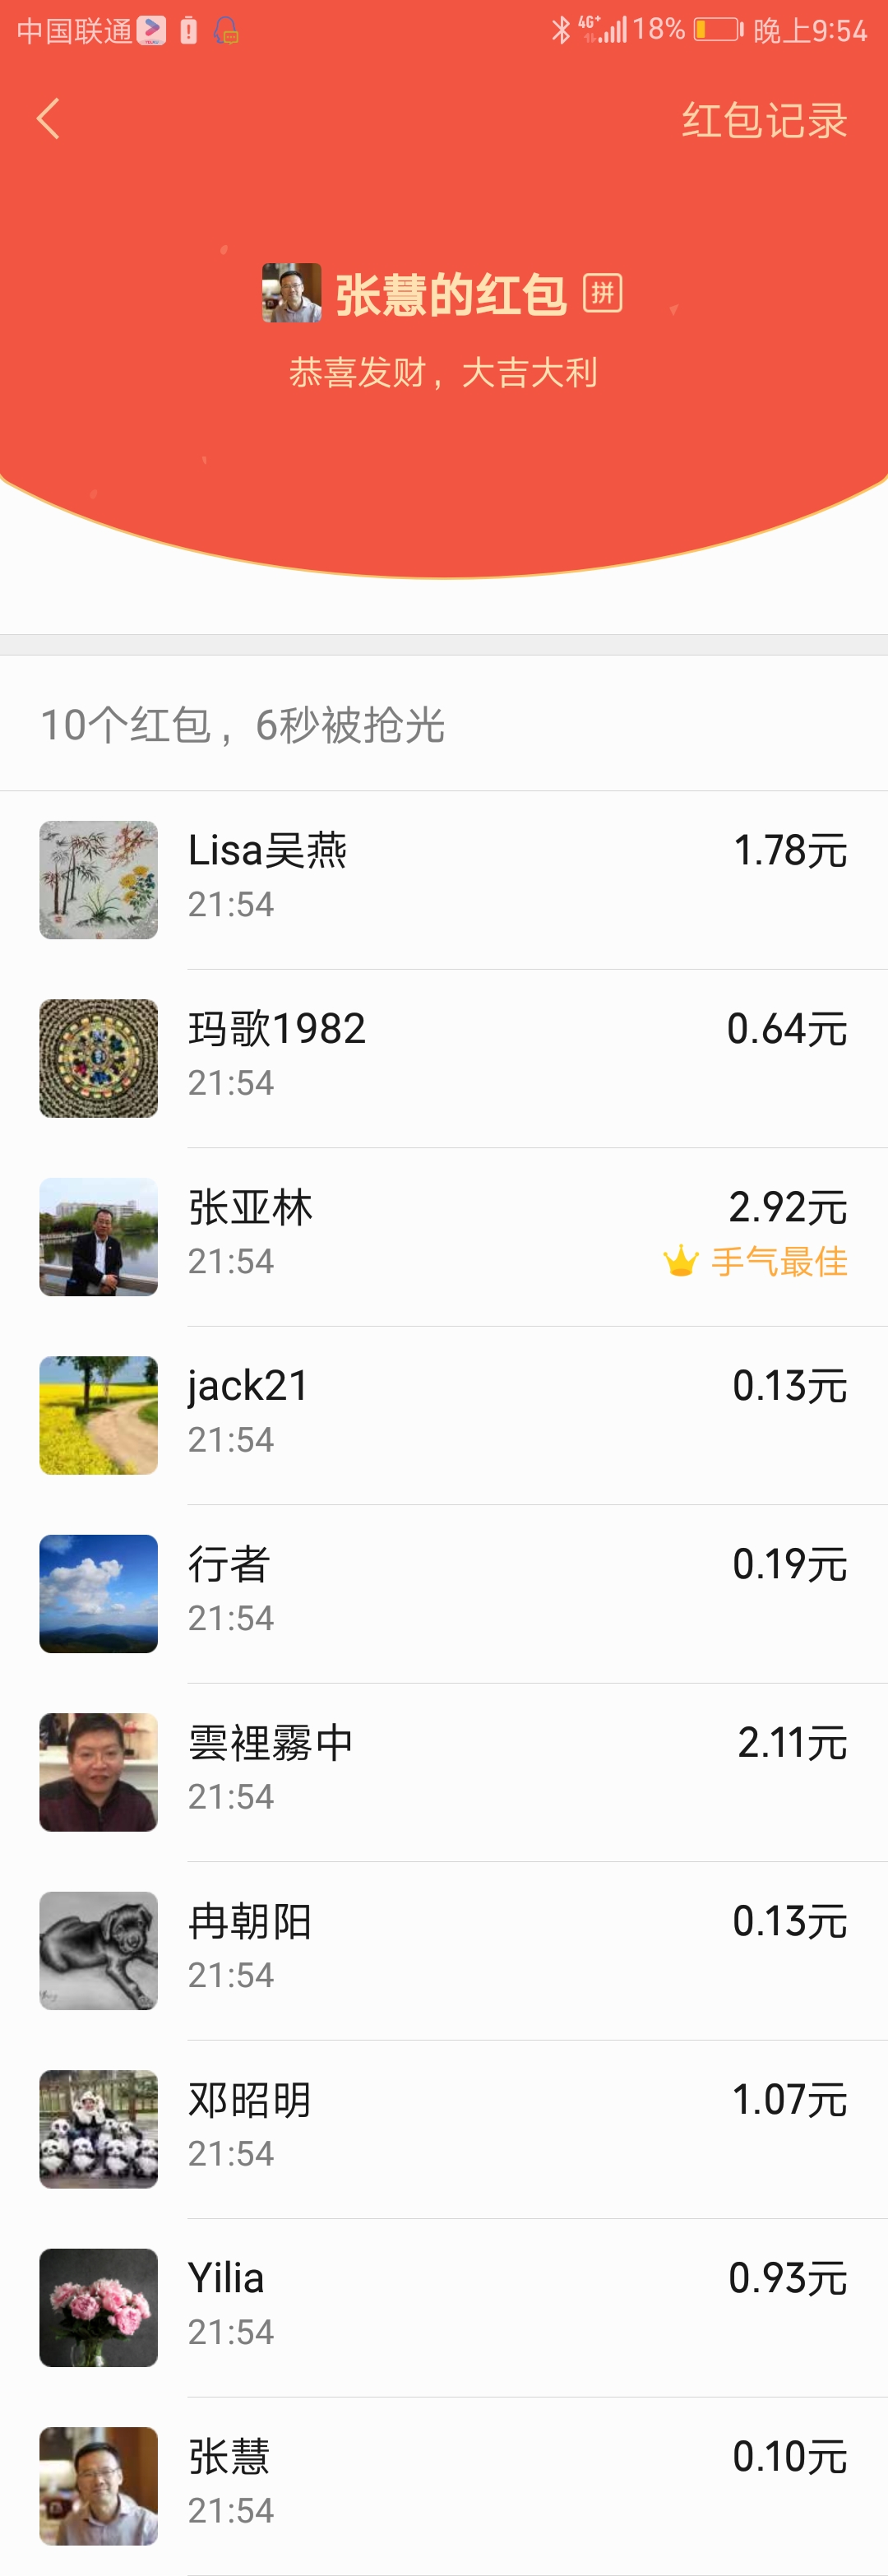 中国联通 4G+ 18% 晚上9:54
红包记录
张慧的红包 拼
恭喜发财，大吉大利
10个红包，6秒被抢光
Lisa吴燕 1.78元
21:54
玛歌1982 0.64元
21:54
张亚林 2.92元
21:54 手气最佳
jack21 0.13元
21:54
行者 0.19元
21:54
雲裡霧中 2.11元
21:54
冉朝阳 0.13元
21:54
邓昭明 1.07元
21:54
Yilia 0.93元
21:54
张慧 0.10元
21:54